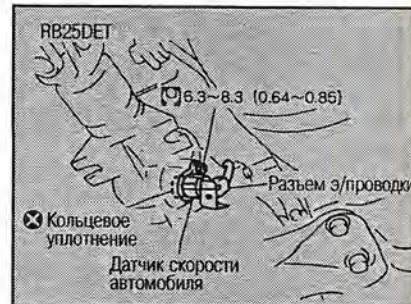 RB25DET
6.3~8.3 (0.64~0.85)
Разъем э/проводки
Кольцевое
уплотнение
Датчик скорости
автомобиля